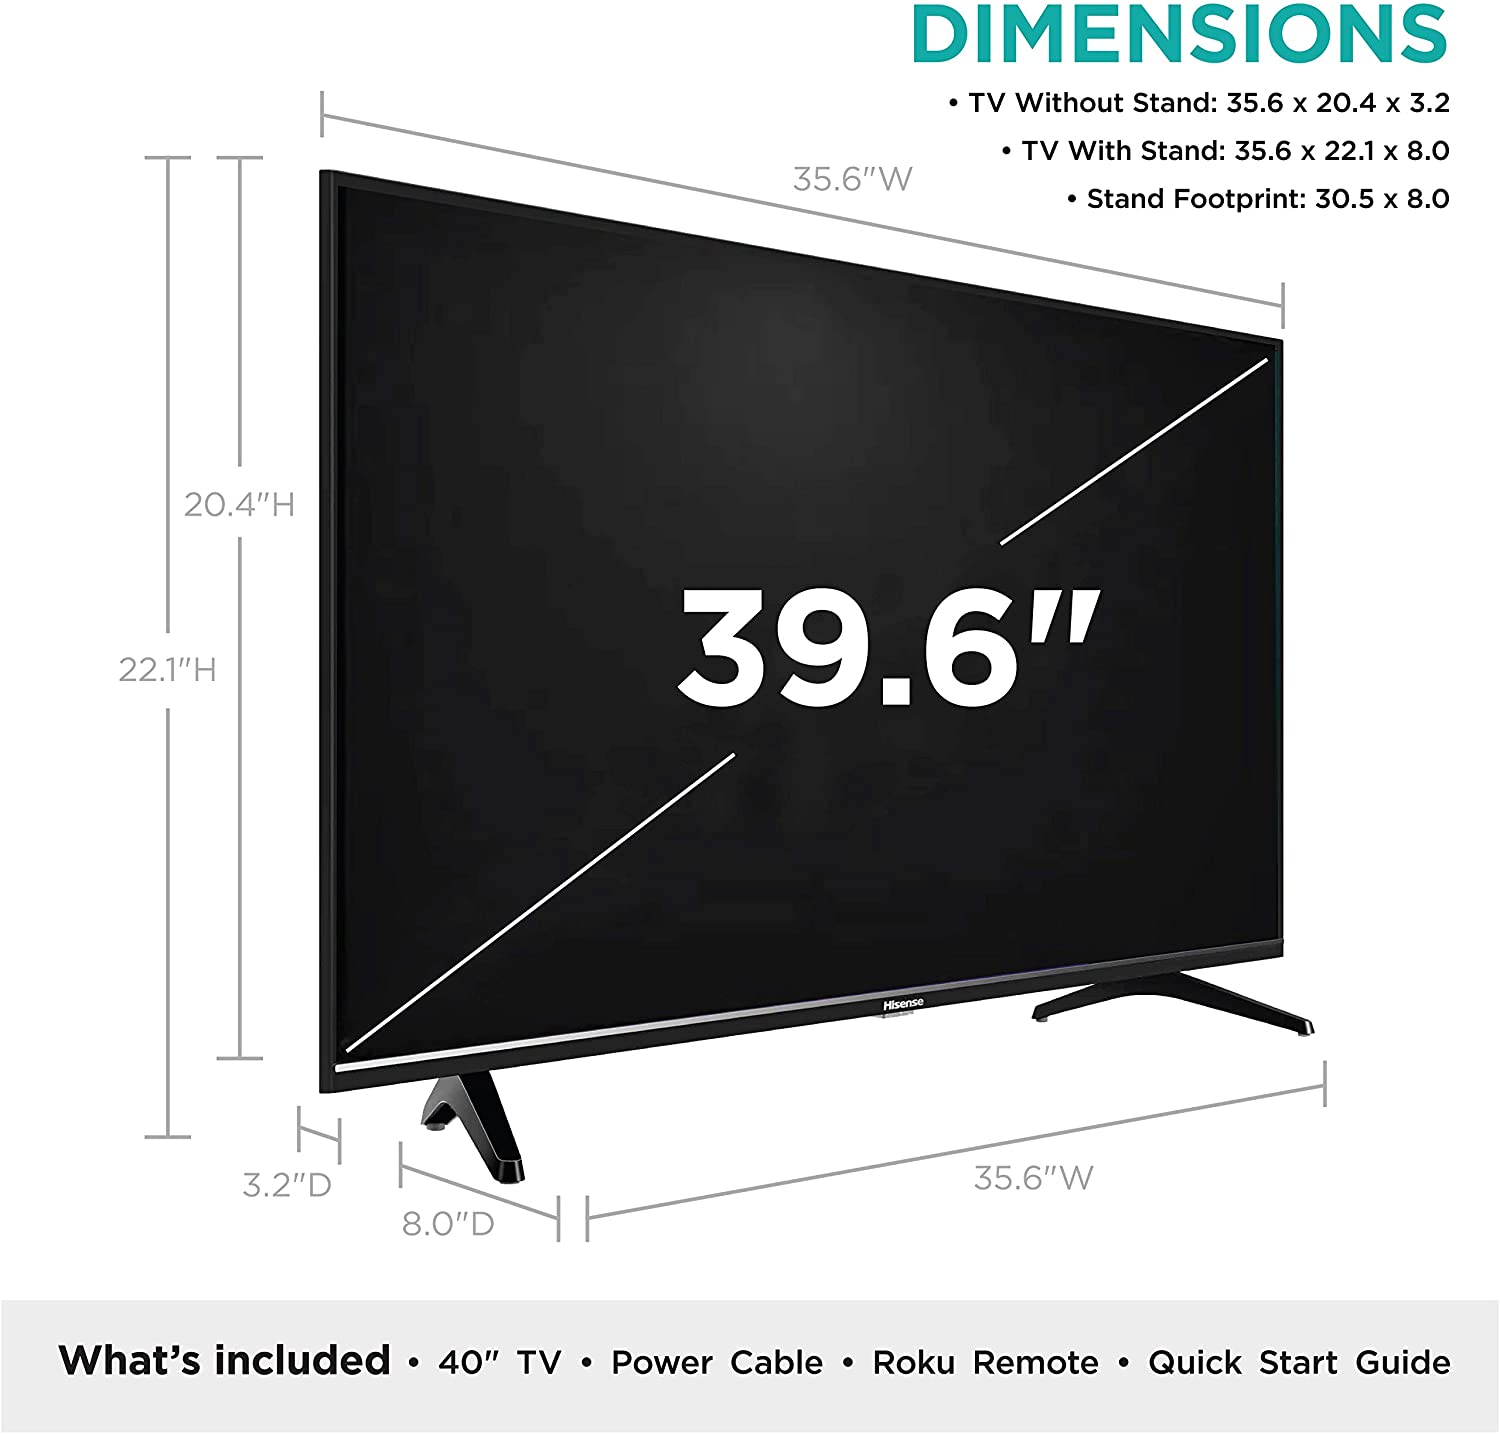 DIMENSIONS
• TV Without Stand: 35.6 x 20.4 x 3.2
• TV With Stand: 35.6 x 22.1 x 8.0
• Stand Footprint: 30.5 x 8.0
35.6"W
20.4"H
22.1"H
39.6"
Hisense
3.2"D
8.0"D
35.6"W
What's included • 40" TV • Power Cable • Roku Remote • Quick Start Guide